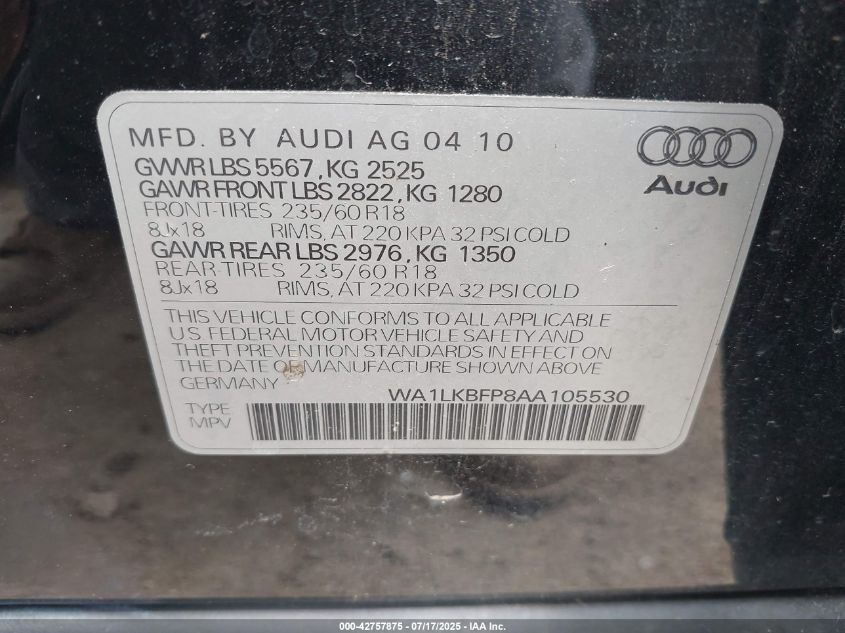 MFD. BY AUDI AG 04 10
GVWR LBS 5567, KG 2525
GAWR FRONT LBS 2822, KG 1280
FRONT-TIRES 235/60 R18
8Jx18 RIMS, AT 220 KPA 32 PSI COLD
GAWR REAR LBS 2976, KG 1350
REAR-TIRES 235/60 R18
8Jx18 RIMS, AT 220 KPA 32 PSI COLD
Audi
THIS VEHICLE CONFORMS TO ALL APPLICABLE
U.S. FEDERAL MOTOR VEHICLE SAFETY AND
THEFT PREVENTION STANDARDS IN EFFECT ON
THE DATE OF MANUFACTURE SHOWN ABOVE
GERMANY
WA1LKBFP8AA105530
TYPE
MPV
000-42757875 - 07/17/2025 - IAA Inc.